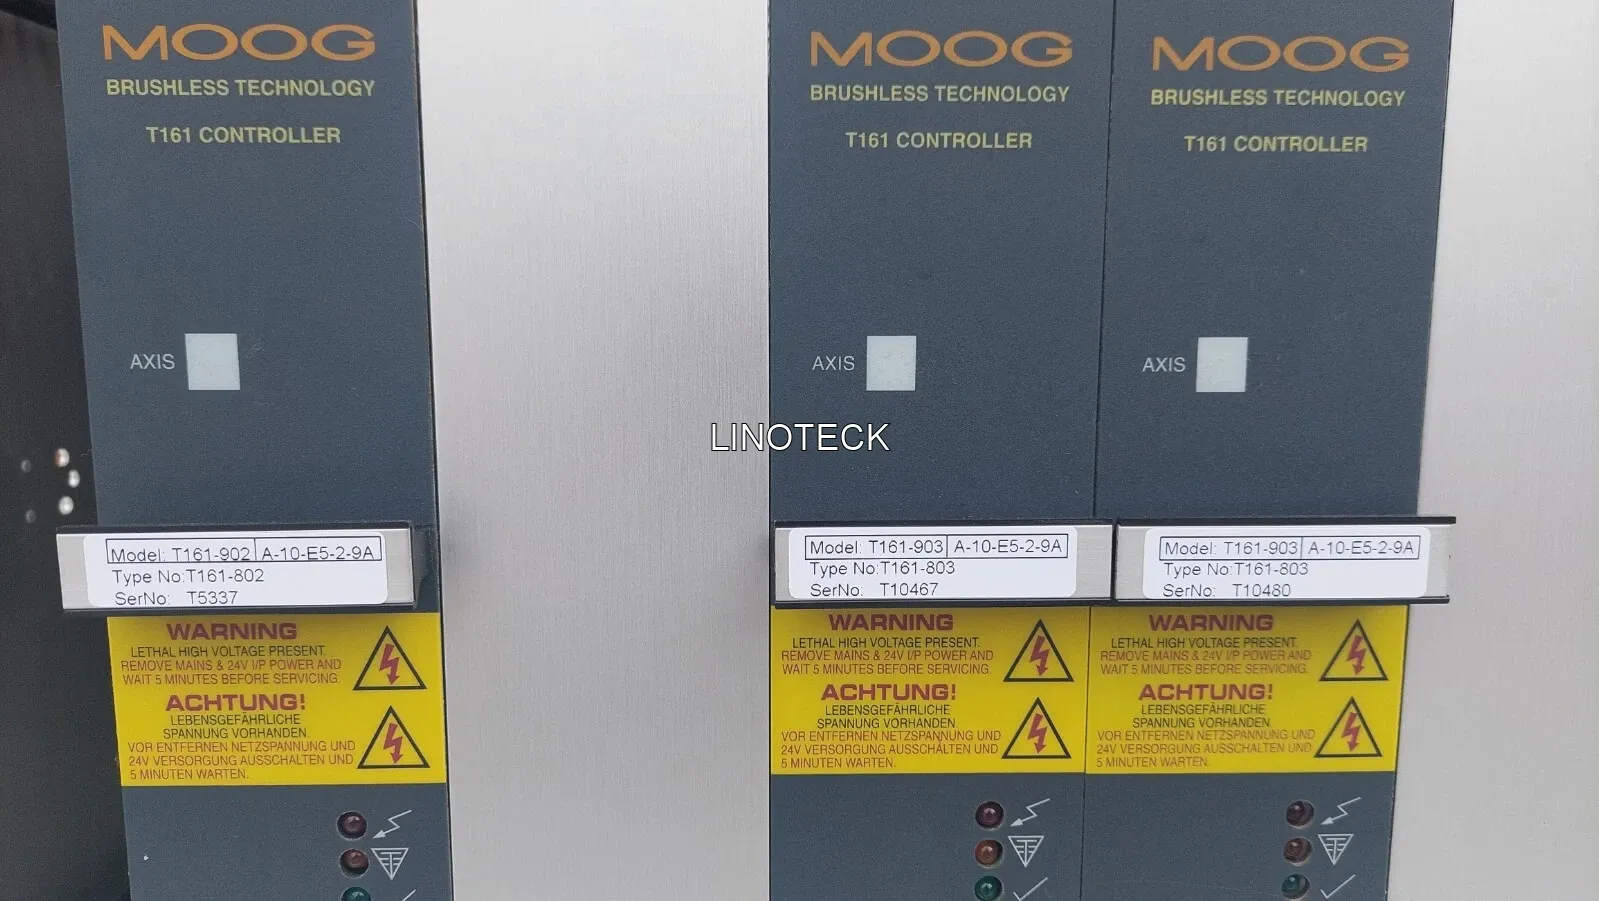 MOOG
BRUSHLESS TECHNOLOGY
T161 CONTROLLER
AXIS
Model: T161-902 A-10-E5-2-9A
Type No:T161-802
SerNo: T5337
WARNING
LETHAL HIGH VOLTAGE PRESENT.
REMOVE MAINS & 24V I/P POWER AND
WAIT 5 MINUTES BEFORE SERVICING.
ACHTUNG!
LEBENSGEFÄHRLICHE
SPANNUNG VORHANDEN.
VOR ENTFERNEN NETZSPANNUNG UND
24V VERSORGUNG AUSSCHALTEN UND
5 MINUTEN WARTEN.
LINOTECK
MOOG
BRUSHLESS TECHNOLOGY
T161 CONTROLLER
AXIS
Model: T161-903 A-10-E5-2-9A
Type No:T161-803
SerNo: T10467
WARNING
LETHAL HIGH VOLTAGE PRESENT.
REMOVE MAINS & 24V I/P POWER AND
WAIT 5 MINUTES BEFORE SERVICING.
ACHTUNG!
LEBENSGEFÄHRLICHE
SPANNUNG VORHANDEN.
VOR ENTFERNEN NETZSPANNUNG UND
24V VERSORGUNG AUSSCHALTEN UND
5 MINUTEN WARTEN.
MOOG
BRUSHLESS TECHNOLOGY
T161 CONTROLLER
AXIS
Model: T161-903 A-10-E5-2-9A
Type No:T161-803
SerNo: T10480
WARNING
LETHAL HIGH VOLTAGE PRESENT.
REMOVE MAINS & 24V I/P POWER AND
WAIT 5 MINUTES BEFORE SERVICING.
ACHTUNG!
LEBENSGEFÄHRLICHE
SPANNUNG VORHANDEN.
VOR ENTFERNEN NETZSPANNUNG UND
24V VERSORGUNG AUSSCHALTEN UND
5 MINUTEN WARTEN.